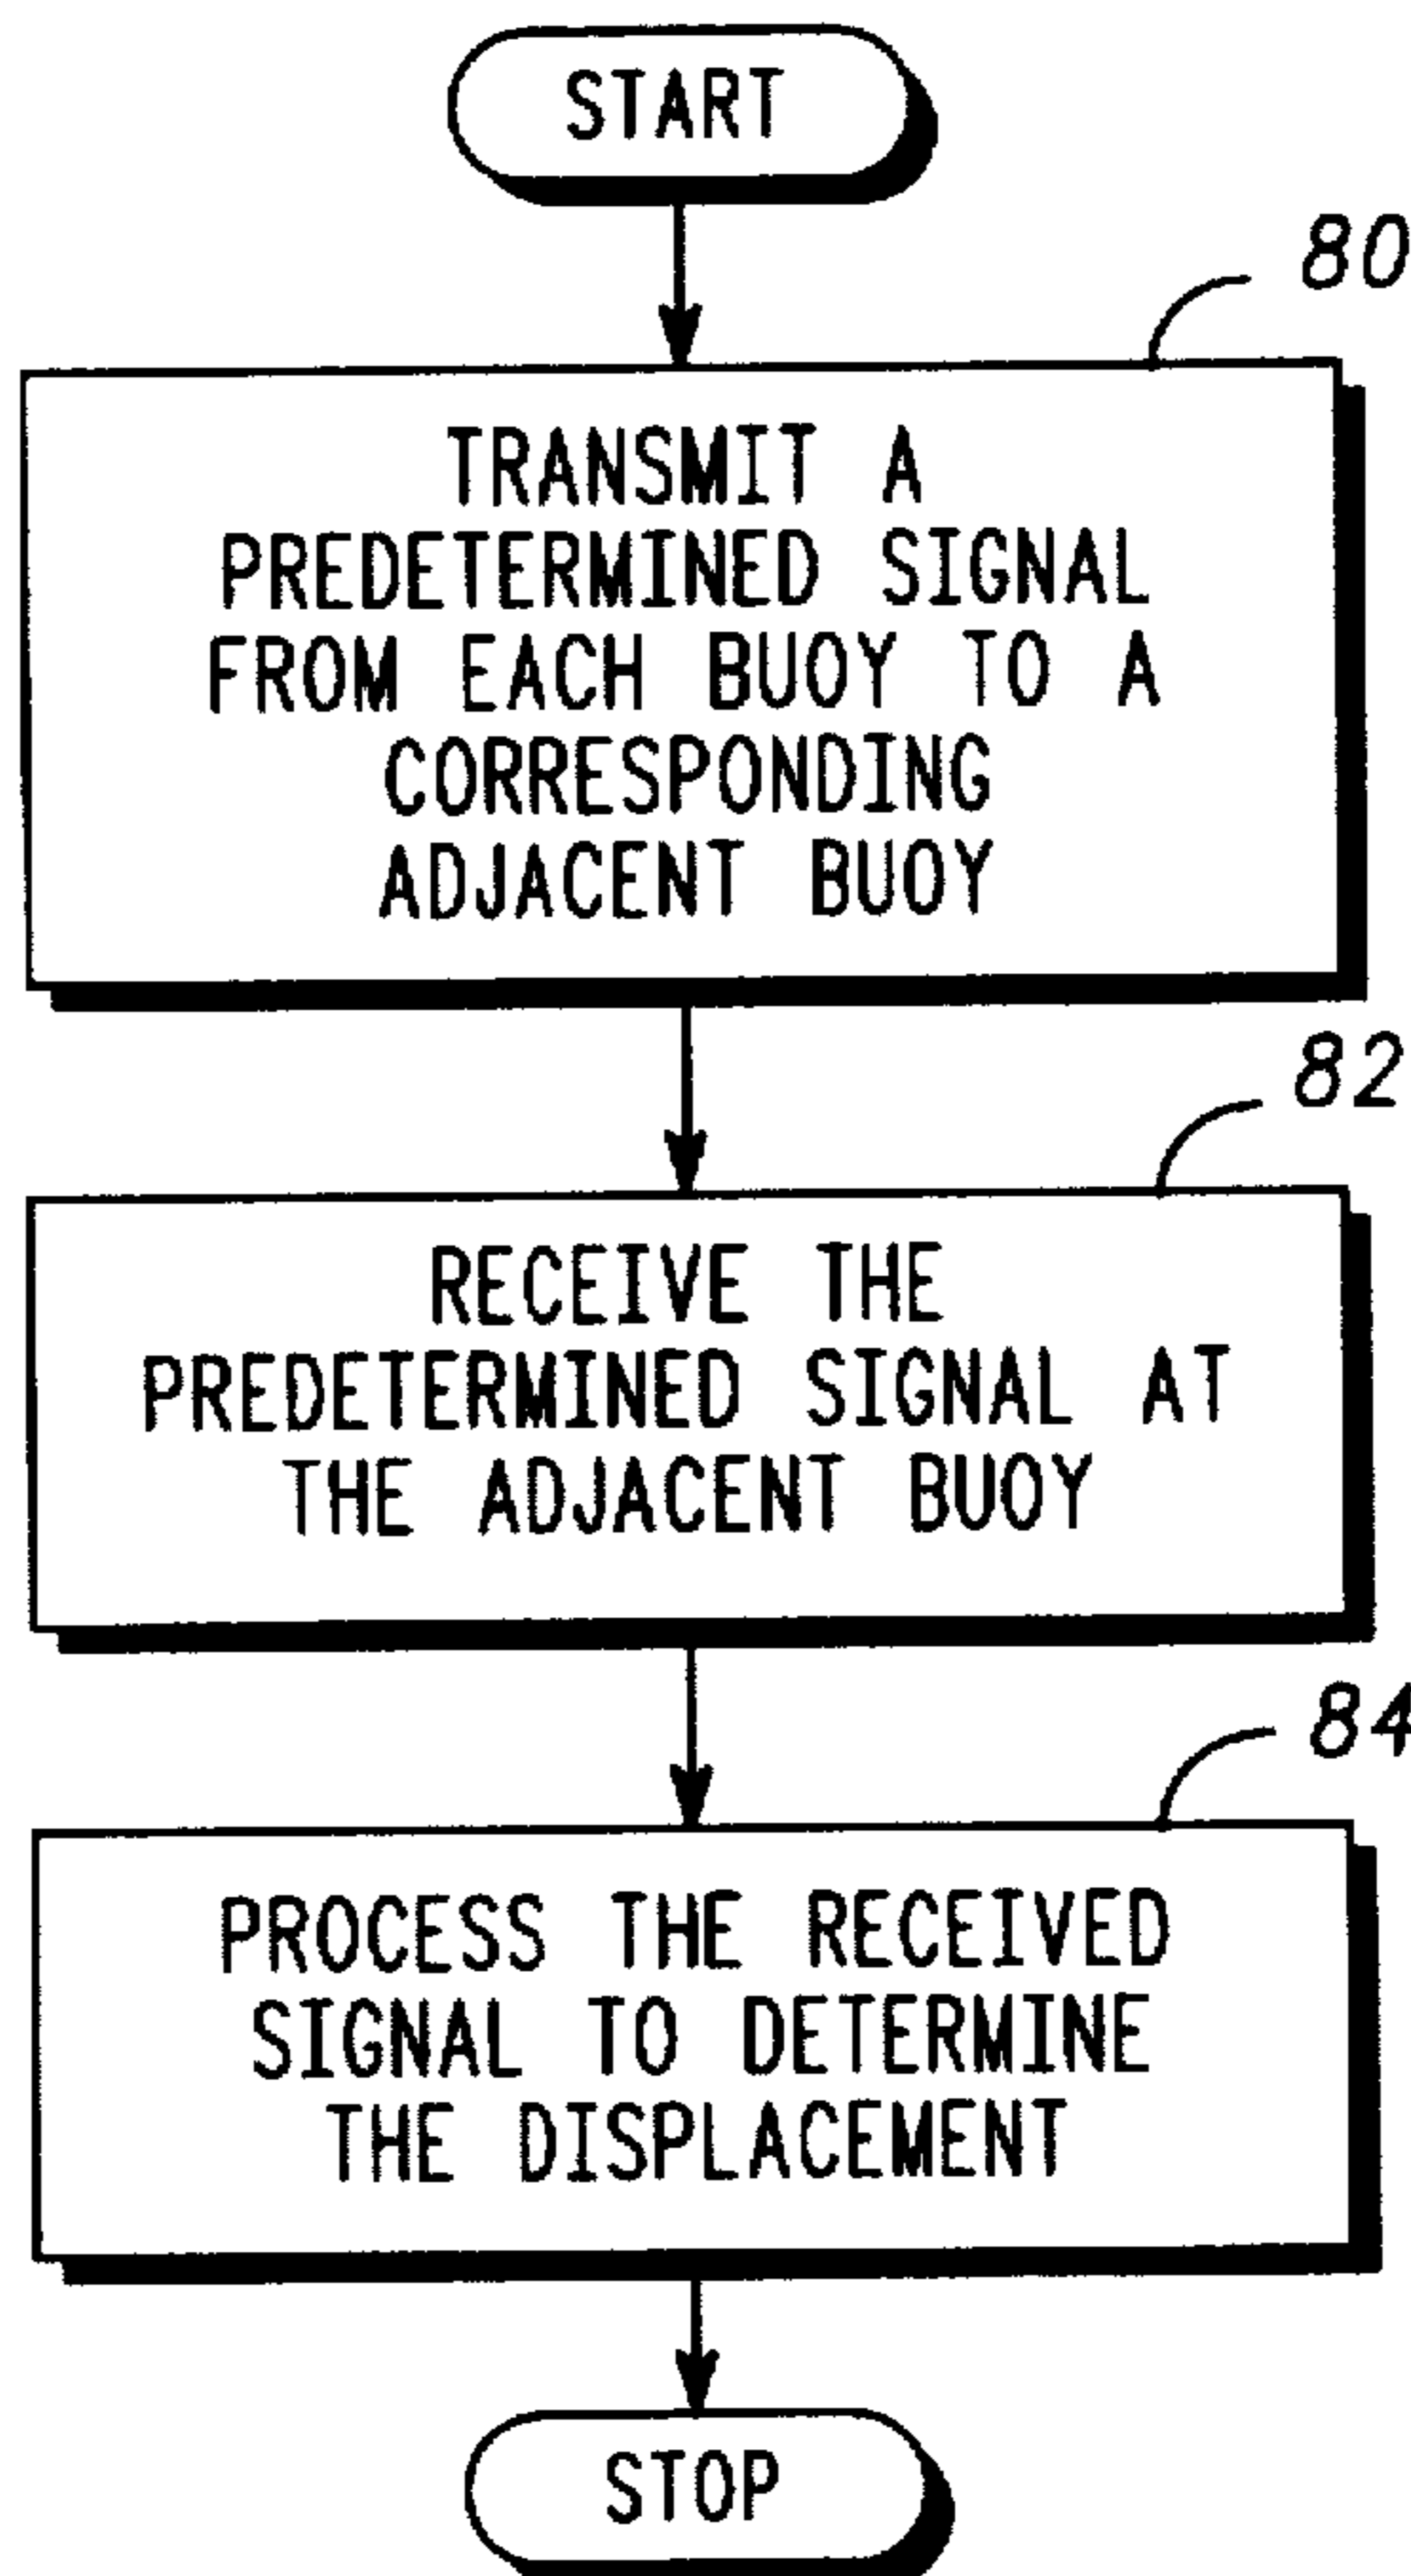 START
80
TRANSMIT A
PREDETERMINED SIGNAL
FROM EACH BUOY TO A
CORRESPONDING
ADJACENT BUOY
82
RECEIVE THE
PREDETERMINED SIGNAL AT
THE ADJACENT BUOY
84
PROCESS THE RECEIVED
SIGNAL TO DETERMINE
THE DISPLACEMENT
STOP